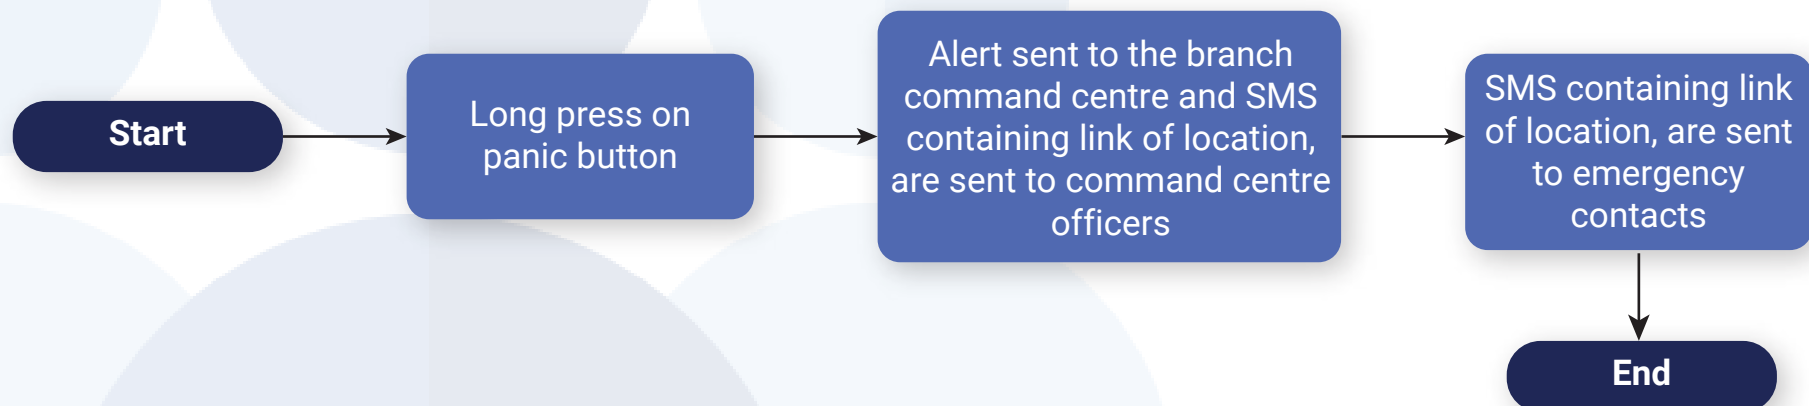 Start
Long press on
panic button
Alert sent to the branch
command centre and SMS
containing link of location,
are sent to command centre
officers
SMS containing link
of location, are sent
to emergency
contacts
End